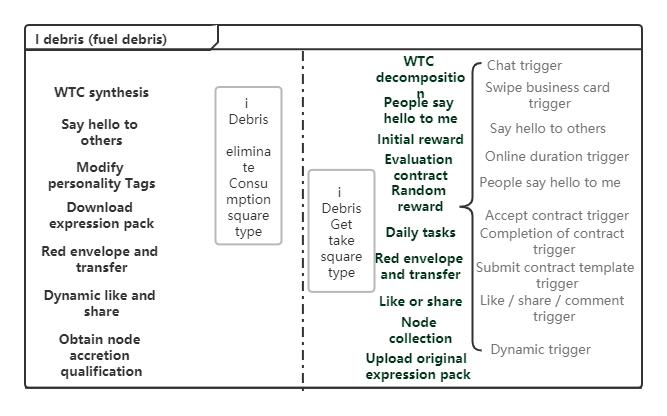 I debris (fuel debris)
WTC synthesis
Say hello to
others
Modify
personality Tags
Download
expression pack
Red envelope and
transfer
Dynamic like and
share
Obtain node
accretion
qualification
i
Debris
elimina
te
Consu
mption
square
type
i
Debris
Get
take
square
type
WTC
decompositio
n
People say
hello to me
Initial reward
Evaluation
contract
Random
reward
Daily tasks
Red envelope
and transfer
Like or share
Node
collection
Upload original
expression pack
Chat trigger
Swipe business card
trigger
Say hello to others
Online duration trigger
People say hello to me
Accept contract trigger
Completion of contract
trigger
Submit contract template
trigger
Like / share / comment
trigger
Dynamic trigger